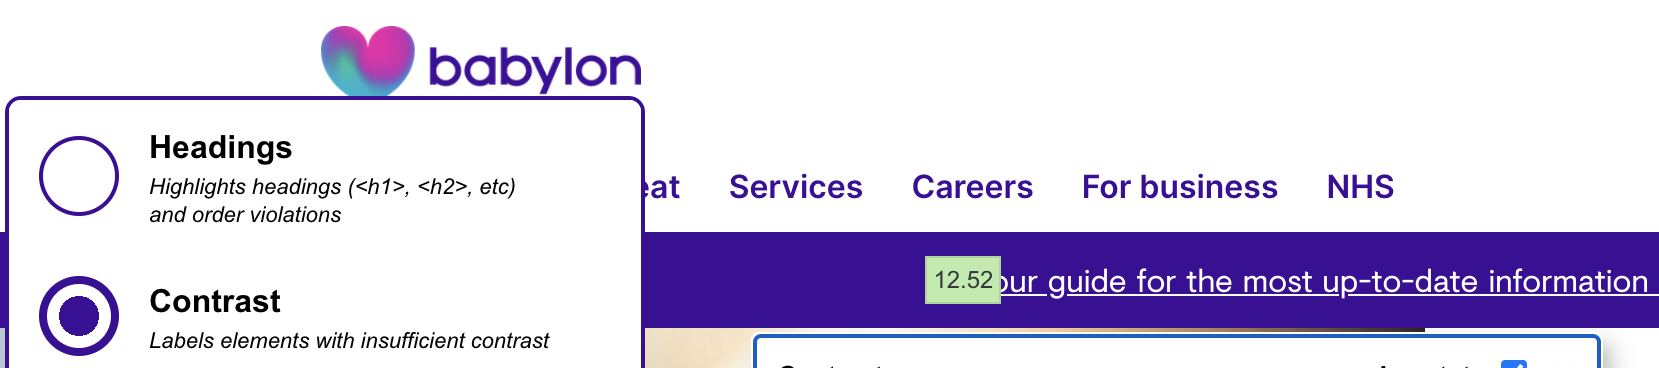 babylon
Headings
Highlights headings (<h1>, <h2>, etc)
and order violations
eat Services Careers For business NHS
12.52 our guide for the most up-to-date information
Contrast
Labels elements with insufficient contrast